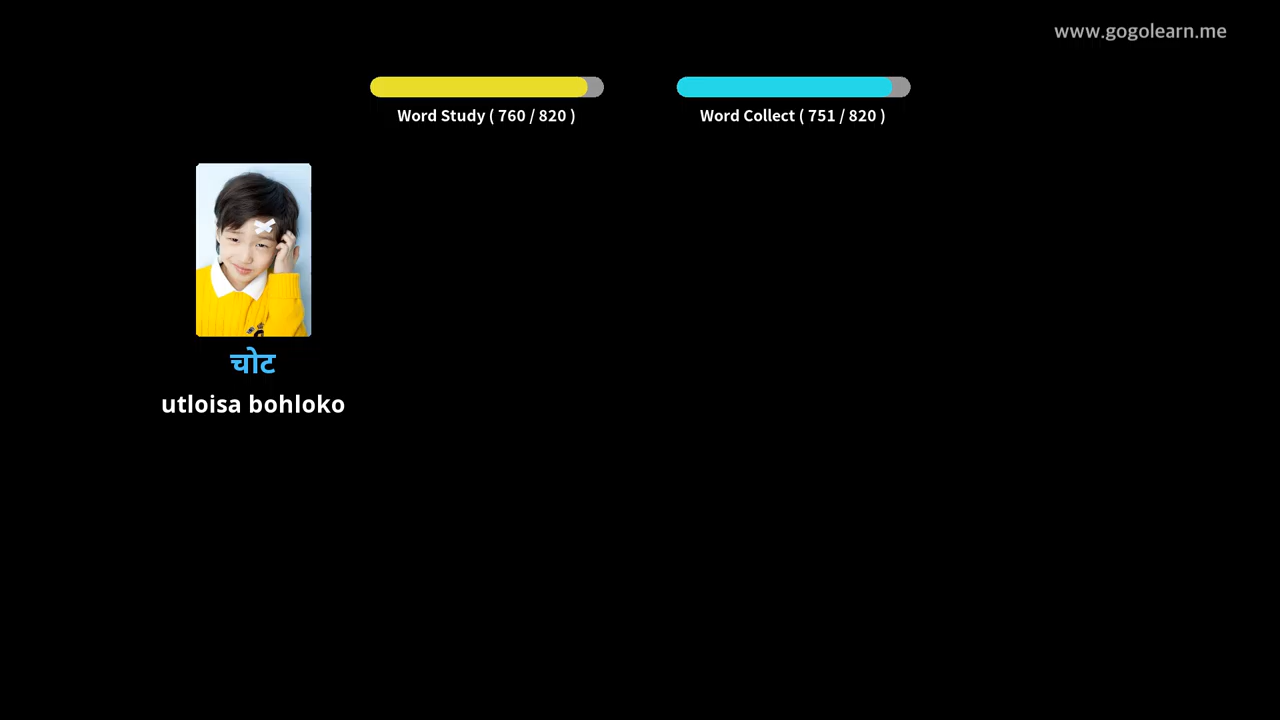 www.gogolearn.me
Word Study ( 760 / 820 )
Word Collect ( 751 / 820 )
चोट
utloisa bohloko